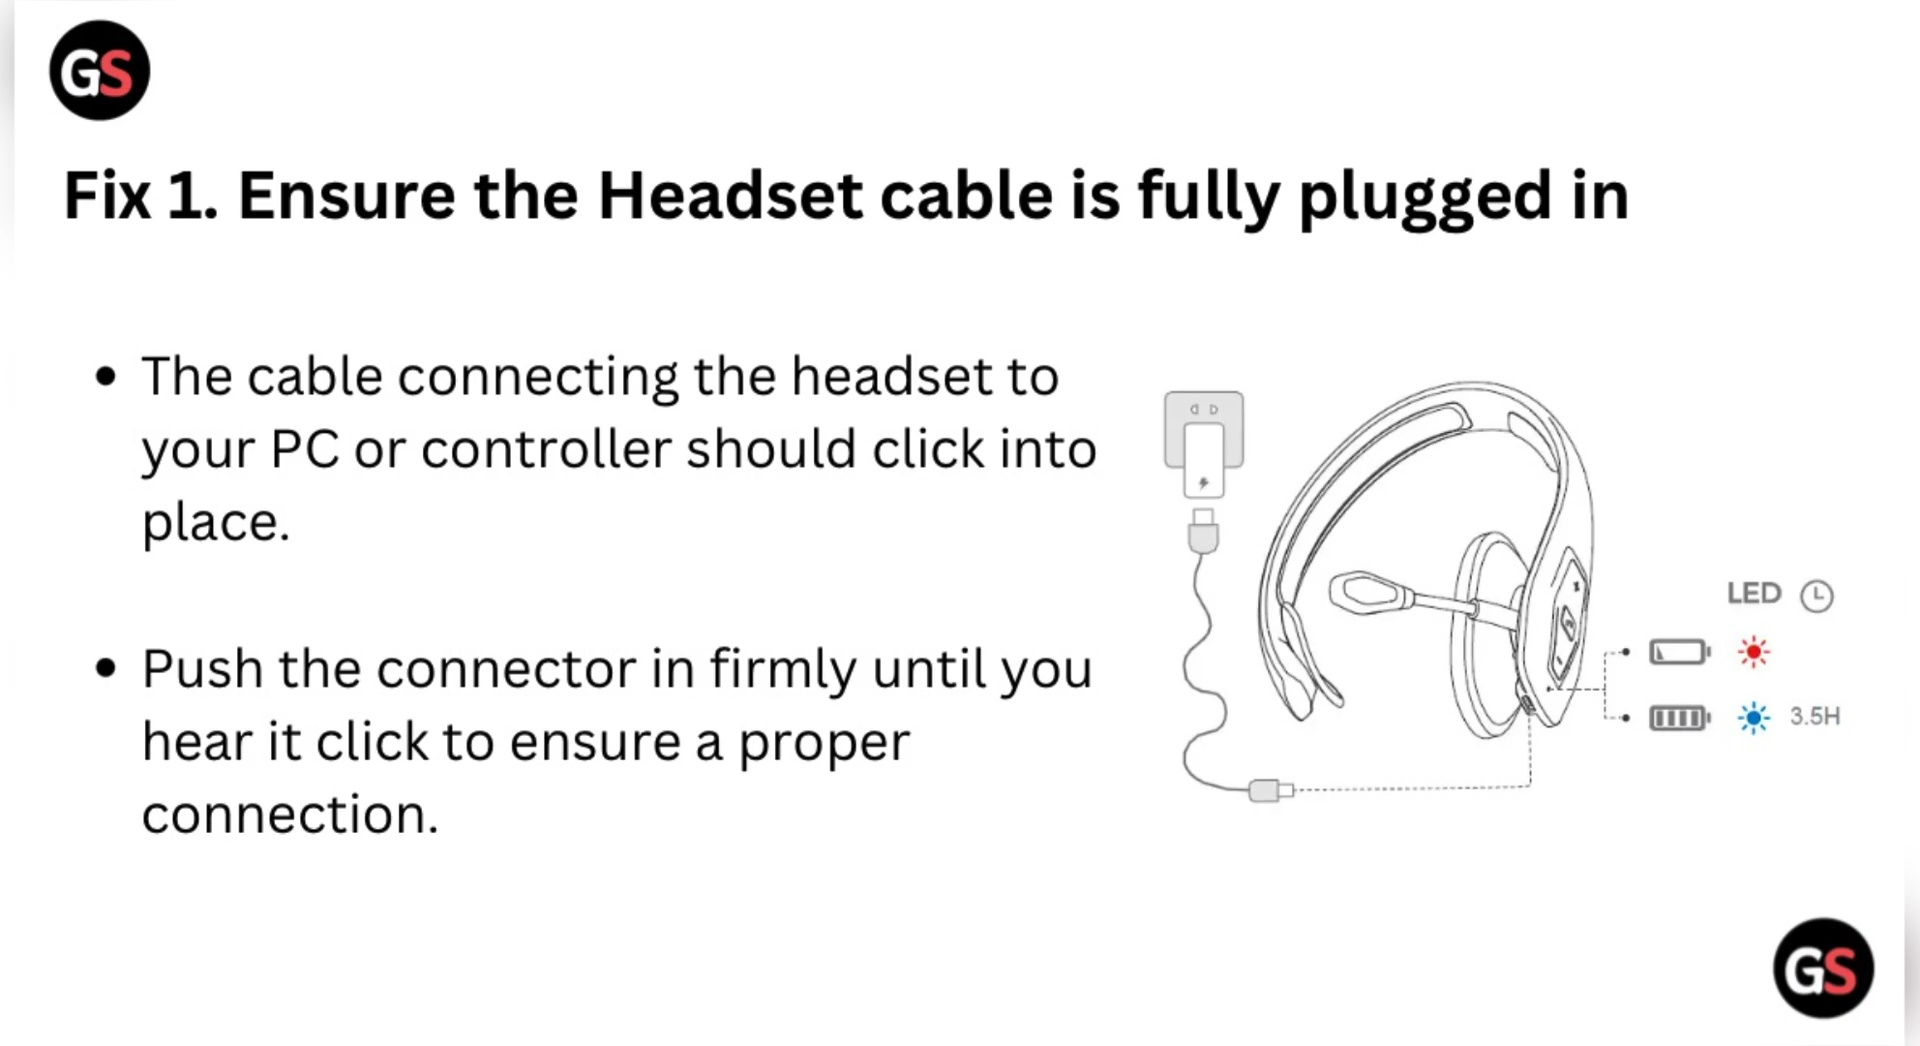 GS
Fix 1. Ensure the Headset cable is fully plugged in
• The cable connecting the headset to
your PC or controller should click into
place.
• Push the connector in firmly until you
hear it click to ensure a proper
connection.
LED
3.5H
GS